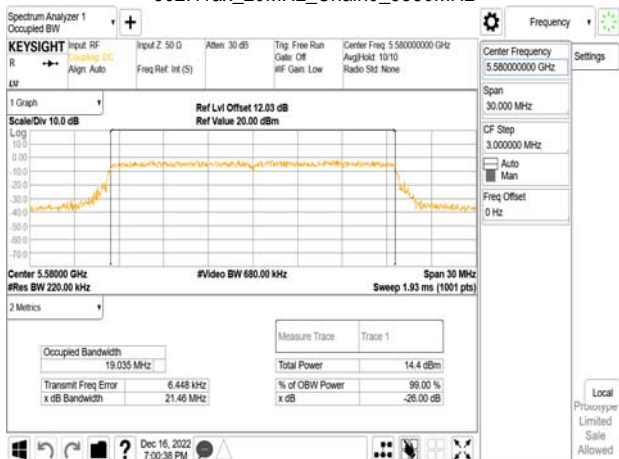 Spectrum Analyzer 1
Occupied BW
KEYSIGHT
R
Input: RF
Coupling: DC
Align: Auto
Input Z: 50 Ω
Freq Ref: Int (S)
Atten: 30 dB
Trig: Free Run
Gate: Off
#IF Gain: Low
Center Freq: 5.580000000 GHz
Avg|Hold: 10/10
Radio Std: None
1 Graph
Scale/Div 10.0 dB
Ref Lvl Offset 12.03 dB
Ref Value 20.00 dBm
Log
10.0
0.00
-10.0
-20.0
-30.0
-40.0
-50.0
-60.0
-70.0
Center 5.58000 GHz
#Res BW 220.00 kHz
#Video BW 680.00 kHz
Span 30 MHz
Sweep 1.93 ms (1001 pts)
2 Metrics
Measure Trace Trace 1
Occupied Bandwidth
19.035 MHz
Total Power 14.4 dBm
Transmit Freq Error 6.448 kHz
% of OBW Power 99.00 %
x dB Bandwidth 21.46 MHz
x dB -26.00 dB
Dec 16, 2022
7:00:38 PM
Frequency
Center Frequency
5.580000000 GHz
Settings
Span
30.000 MHz
CF Step
3.000000 MHz
Auto
Man
Freq Offset
0 Hz
Local
Prototype
Limited
Sale
Allowed